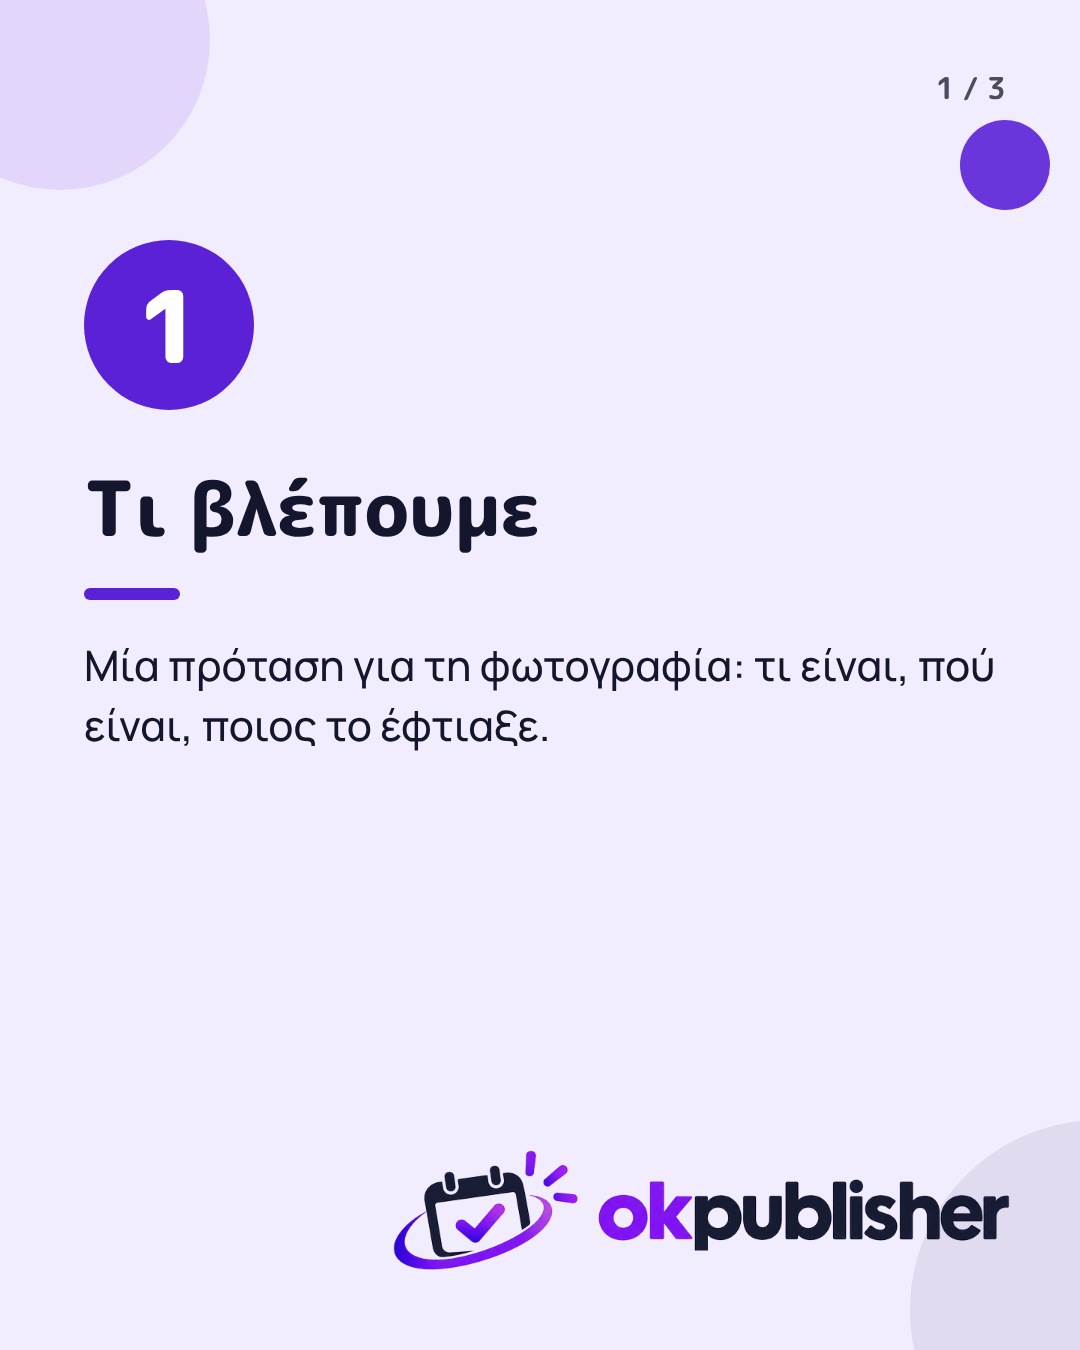 1 / 3
1
Τι βλέπουμε
Μία πρόταση για τη φωτογραφία: τι είναι, πού
είναι, ποιος το έφτιαξε.
okpublisher